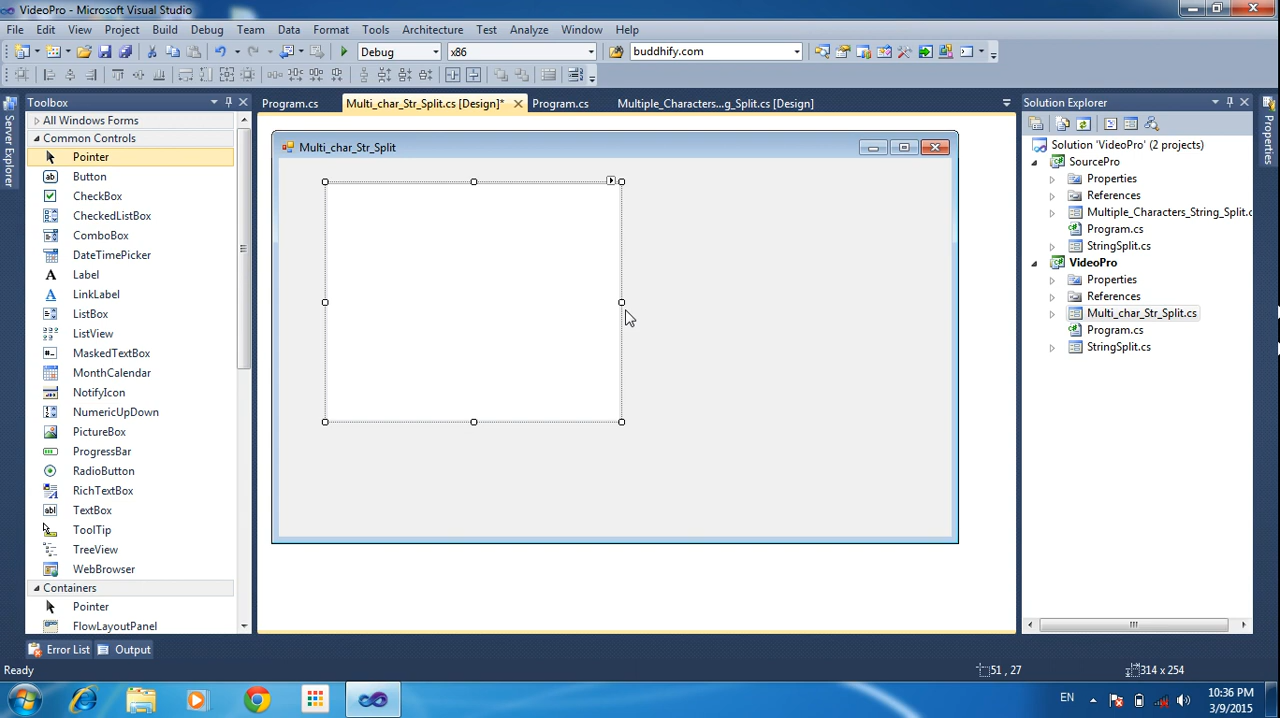 VideoPro - Microsoft Visual Studio
File Edit View Project Build Debug Team Data Format Tools Architecture Test Analyze Window Help
Debug x86 buddhify.com
Toolbox
Program.cs Multi_char_Str_Split.cs [Design]* Program.cs Multiple_Characters...g_Split.cs [Design]
Solution Explorer
Server Explorer
Properties
All Windows Forms
Common Controls
Pointer
Button
CheckBox
CheckedListBox
ComboBox
DateTimePicker
Label
LinkLabel
ListBox
ListView
MaskedTextBox
MonthCalendar
NotifyIcon
NumericUpDown
PictureBox
ProgressBar
RadioButton
RichTextBox
TextBox
ToolTip
TreeView
WebBrowser
Containers
Pointer
FlowLayoutPanel
Multi_char_Str_Split
Solution 'VideoPro' (2 projects)
SourcePro
Properties
References
Multiple_Characters_String_Split.c
Program.cs
StringSplit.cs
VideoPro
Properties
References
Multi_char_Str_Split.cs
Program.cs
StringSplit.cs
Error List Output
Ready 51 , 27 314 x 254
EN 10:36 PM
3/9/2015